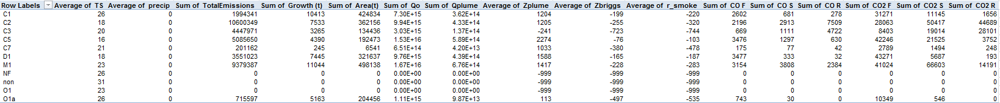 Row Labels Average of TS Average of precip Sum of TotalEmissions Sum of Growth (t) Sum of Area(t) Sum of Qo Sum of Qplume Average of Zplume Average of Zbriggs Average of r_smoke Sum of CO F Sum of CO S Sum of CO R Sum of CO2 F Sum of CO2 S Sum of CO2 R
C1 26 0 1994341 10413 424834 7.30E+15 3.62E+14 1204 -199 -220 2602 681 278 31271 11145 1656
C2 18 0 10600349 7533 362156 9.94E+15 4.33E+14 1205 -255 -320 2196 2913 7509 28063 50417 44689
C3 20 0 4447971 3265 134436 3.03E+15 1.37E+14 -241 -723 -744 669 1111 4722 8403 19014 28101
C5 16 0 5085650 4390 192473 1.53E+16 5.89E+14 2274 -76 -103 3476 1297 630 42246 21525 3752
C7 21 0 201162 245 6541 6.51E+14 4.20E+13 1033 -380 -478 175 77 42 2789 1494 248
D1 18 0 3551023 7445 321637 9.76E+15 4.39E+14 1588 -165 -187 3477 333 32 43271 5687 193
M1 23 0 9379387 11044 498138 1.67E+16 6.76E+14 1417 -228 -283 3154 3808 2384 41024 66603 14191
NF 26 0 0 0 0 0.00E+00 0.00E+00 -999 -999 -999 0 0 0 0 0 0
non 31 0 0 0 0 0.00E+00 0.00E+00 -999 -999 -999 0 0 0 0 0 0
O1 23 0 0 0 0 0.00E+00 0.00E+00 -999 -999 -999 0 0 0 0 0 0
O1a 26 0 715597 5163 204456 1.11E+15 9.87E+13 113 -497 -535 743 30 0 10349 546 0